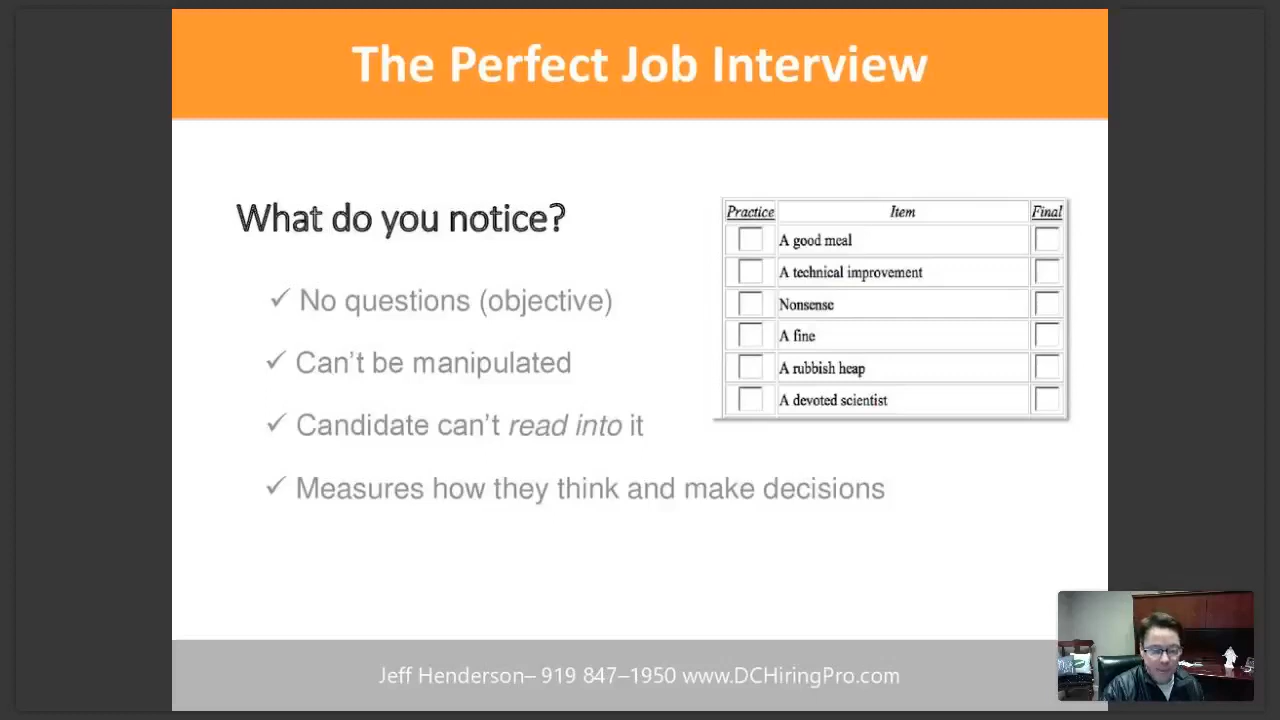 The Perfect Job Interview
What do you notice?
✓ No questions (objective)
✓ Can't be manipulated
✓ Candidate can't read into it
✓ Measures how they think and make decisions
Practice Item Final
A good meal
A technical improvement
Nonsense
A fine
A rubbish heap
A devoted scientist
Jeff Henderson– 919 847–1950 www.DCHiringPro.com